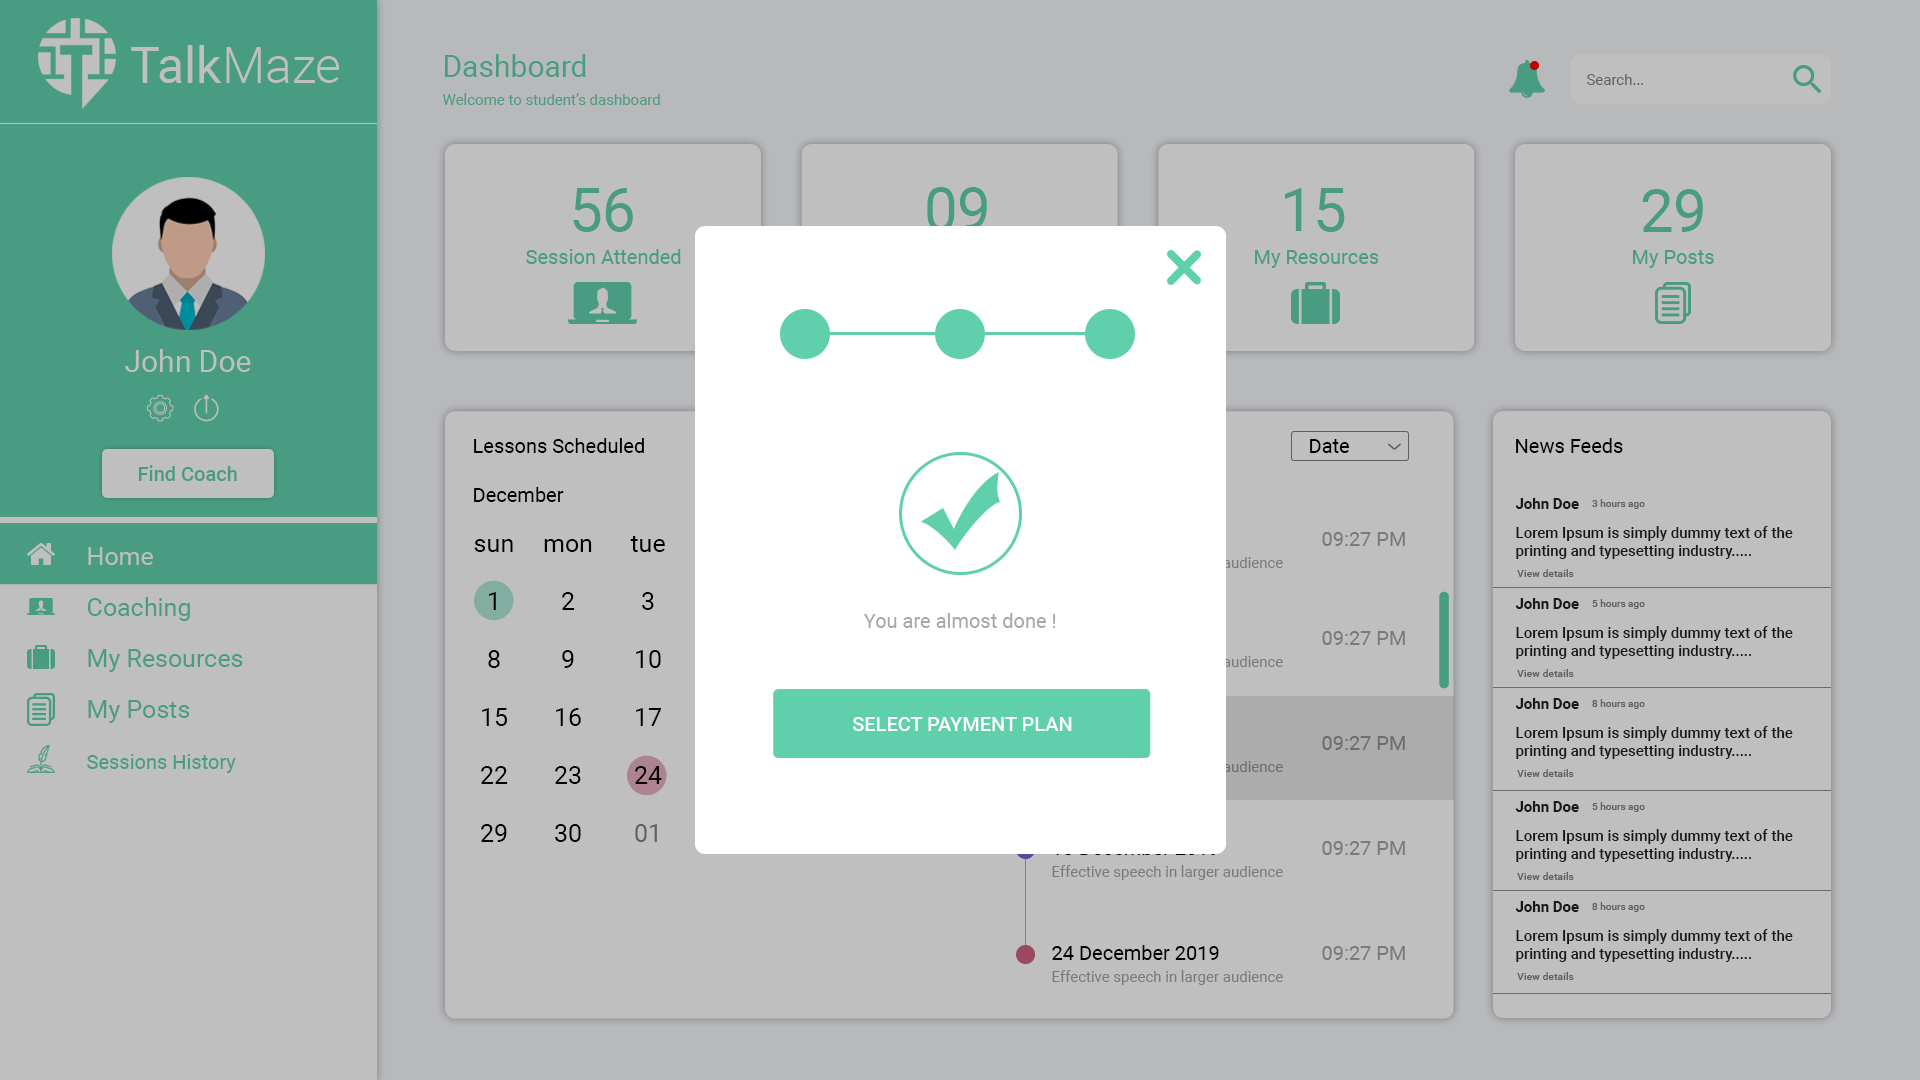 TalkMaze
John Doe
Find Coach
Home
Coaching
My Resources
My Posts
Sessions History
Dashboard
Welcome to student's dashboard
Search...
56
Session Attended
09
15
My Resources
29
My Posts
You are almost done !
SELECT PAYMENT PLAN
Lessons Scheduled
December
sun mon tue
1 2 3
8 9 10
15 16 17
22 23 24
29 30 01
Date
09:27 PM
audience
09:27 PM
audience
09:27 PM
audience
December 2019
09:27 PM
Effective speech in larger audience
24 December 2019
09:27 PM
Effective speech in larger audience
News Feeds
John Doe 3 hours ago
Lorem Ipsum is simply dummy text of the
printing and typesetting industry.....
View details
John Doe 5 hours ago
Lorem Ipsum is simply dummy text of the
printing and typesetting industry.....
View details
John Doe 8 hours ago
Lorem Ipsum is simply dummy text of the
printing and typesetting industry.....
View details
John Doe 5 hours ago
Lorem Ipsum is simply dummy text of the
printing and typesetting industry.....
View details
John Doe 8 hours ago
Lorem Ipsum is simply dummy text of the
printing and typesetting industry.....
View details